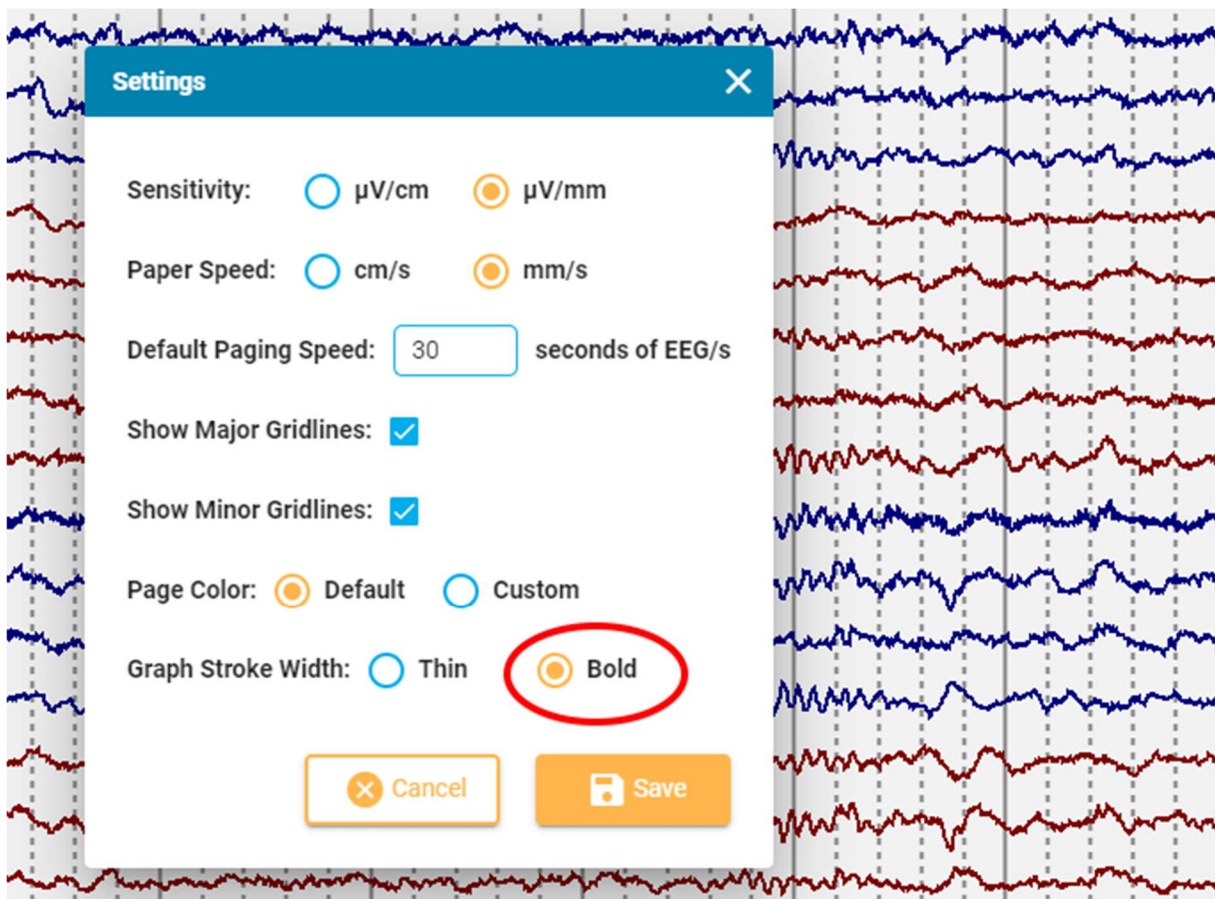 Settings
Sensitivity: µV/cm µV/mm
Paper Speed: cm/s mm/s
Default Paging Speed: 30 seconds of EEG/s
Show Major Gridlines:
Show Minor Gridlines:
Page Color: Default Custom
Graph Stroke Width: Thin Bold
Cancel Save